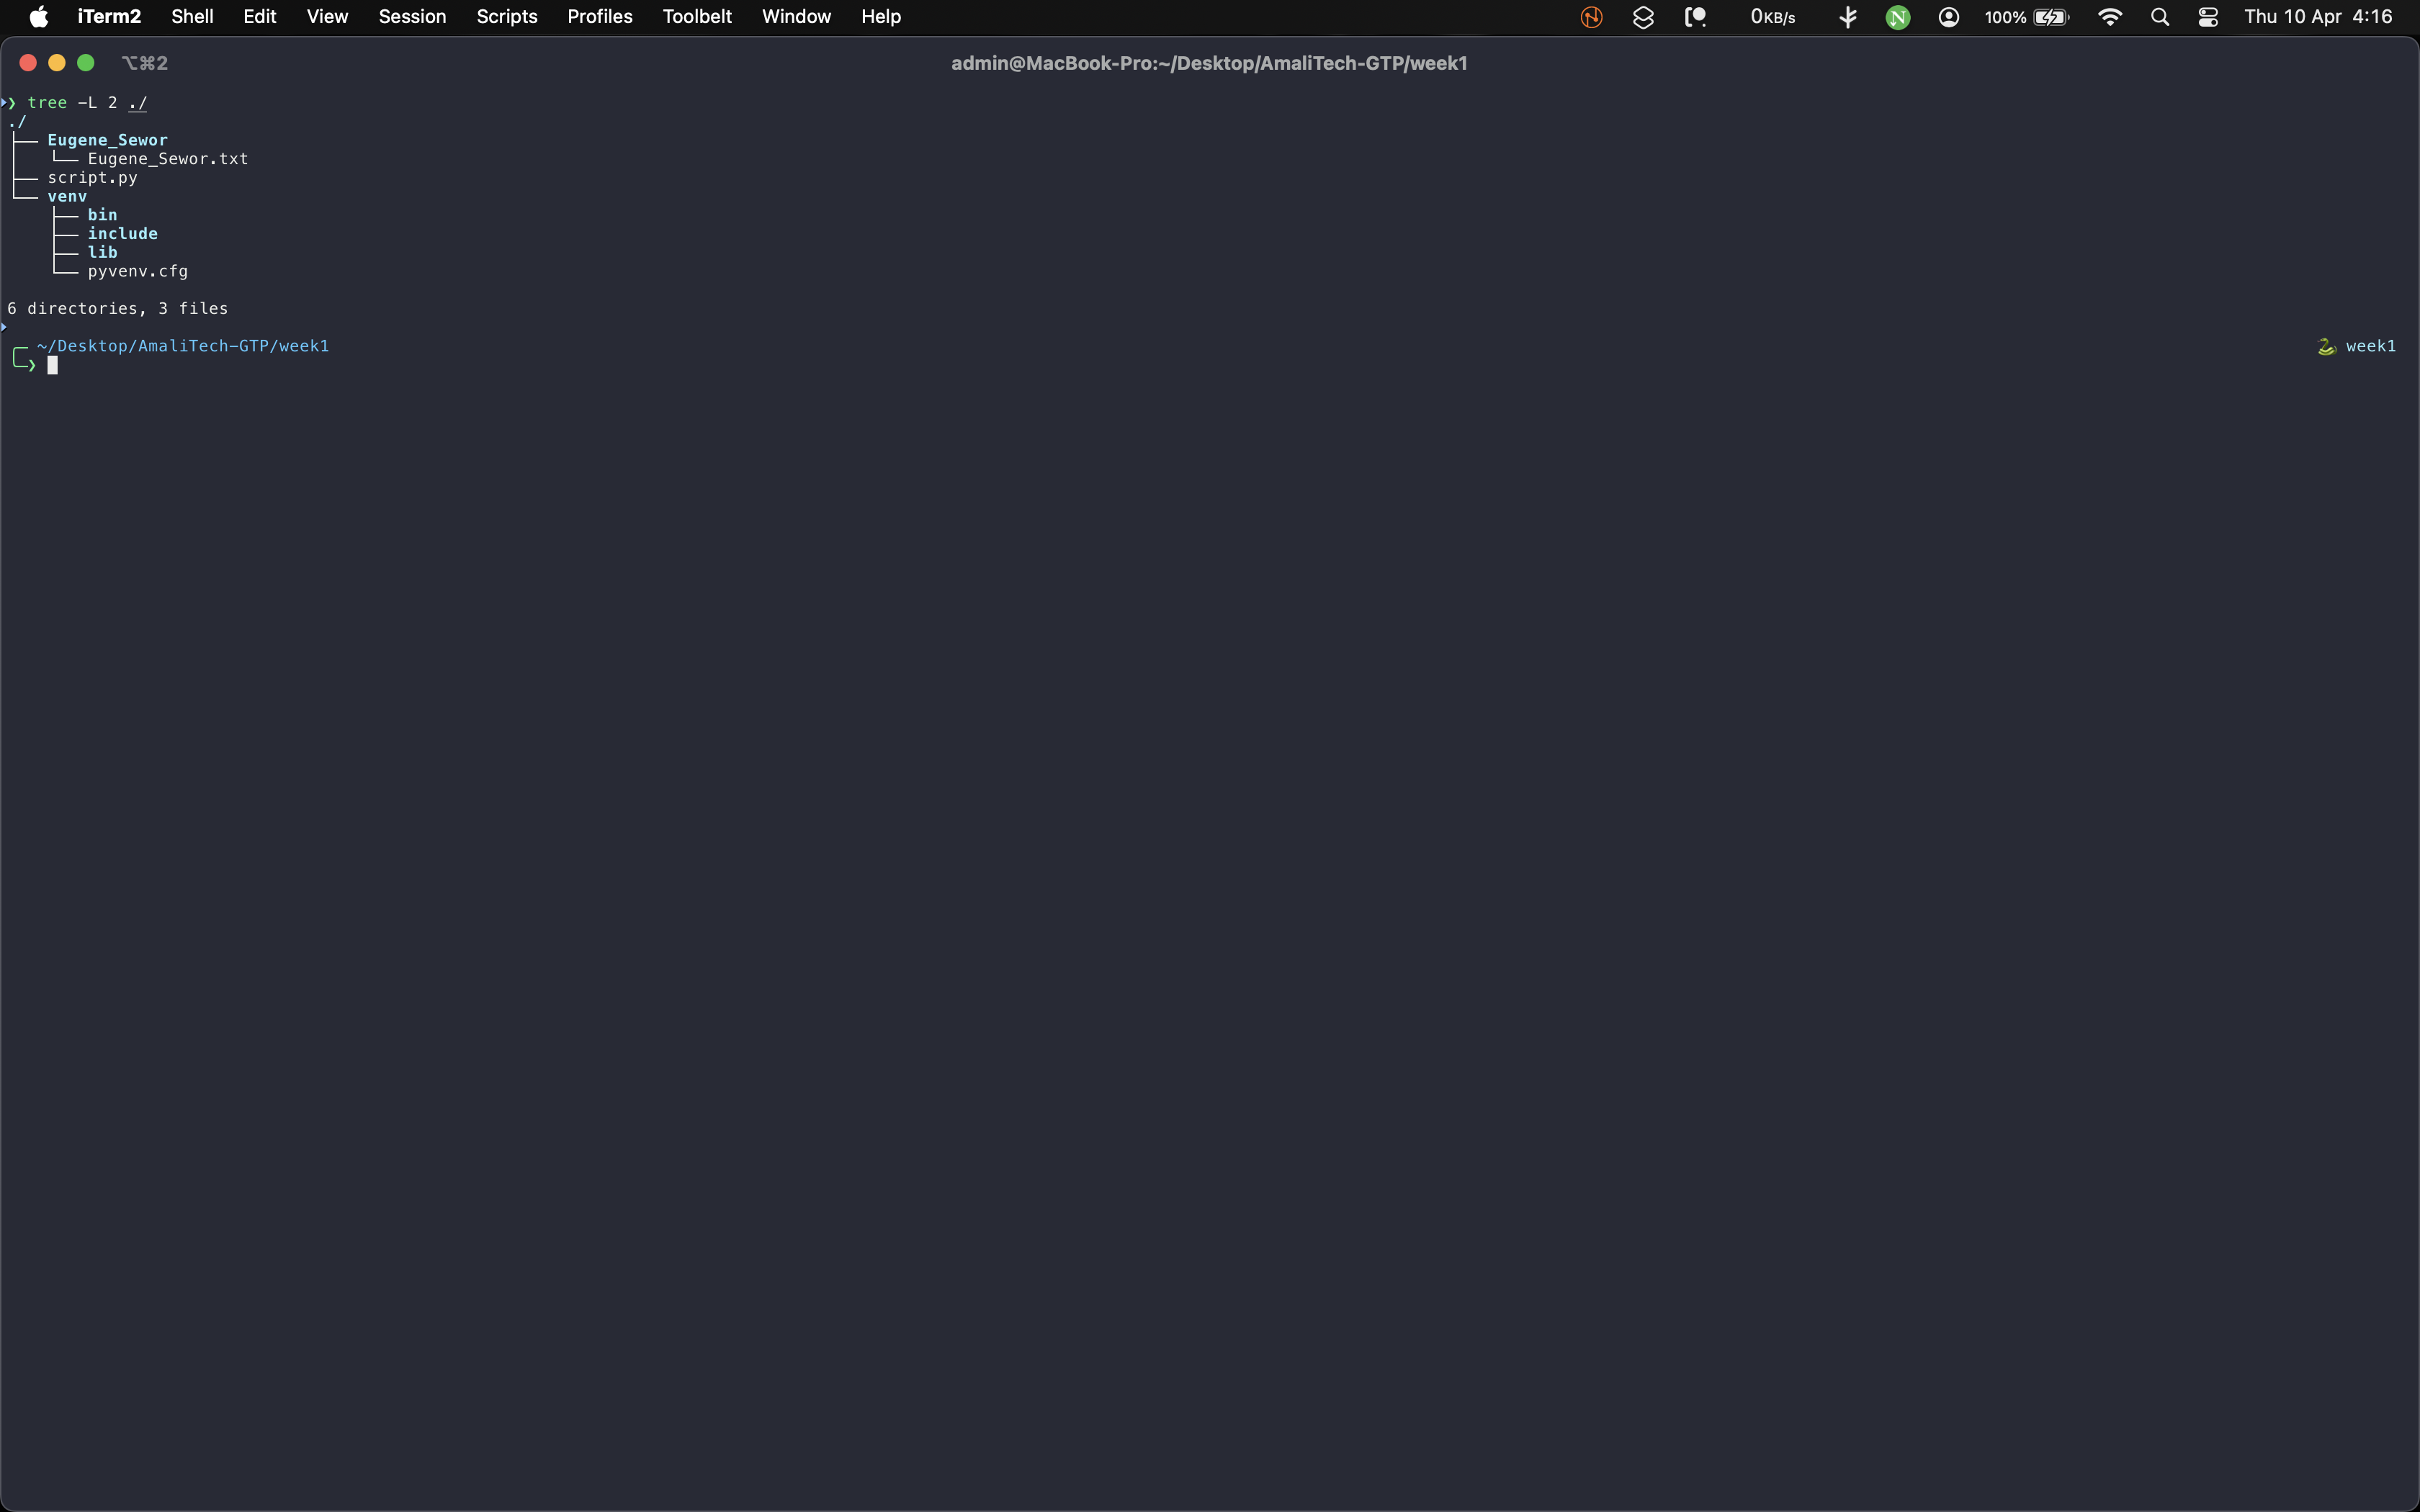 iTerm2 Shell Edit View Session Scripts Profiles Toolbelt Window Help 0KB/s N 100% Thu 10 Apr 4:16
⌥⌘2 admin@MacBook-Pro:~/Desktop/AmaliTech-GTP/week1
❯ tree -L 2 ./
./
├── Eugene_Sewor
│   └── Eugene_Sewor.txt
├── script.py
└── venv
    ├── bin
    ├── include
    ├── lib
    └── pyvenv.cfg
6 directories, 3 files
╭─ ~/Desktop/AmaliTech-GTP/week1 🐍 week1
╰─❯